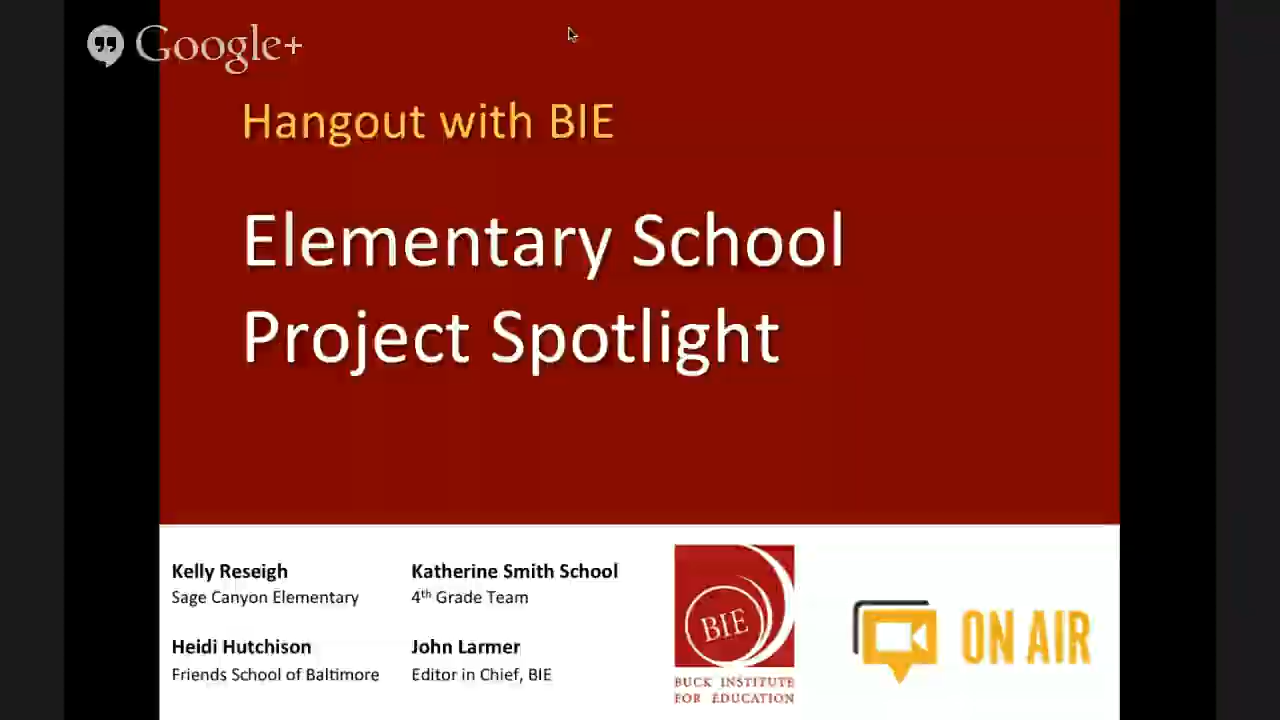 Google+
Hangout with BIE
Elementary School
Project Spotlight
Kelly Reseigh
Sage Canyon Elementary
Katherine Smith School
4th Grade Team
Heidi Hutchison
Friends School of Baltimore
John Larmer
Editor in Chief, BIE
BIE
BUCK INSTITUTE
FOR EDUCATION
ON AIR